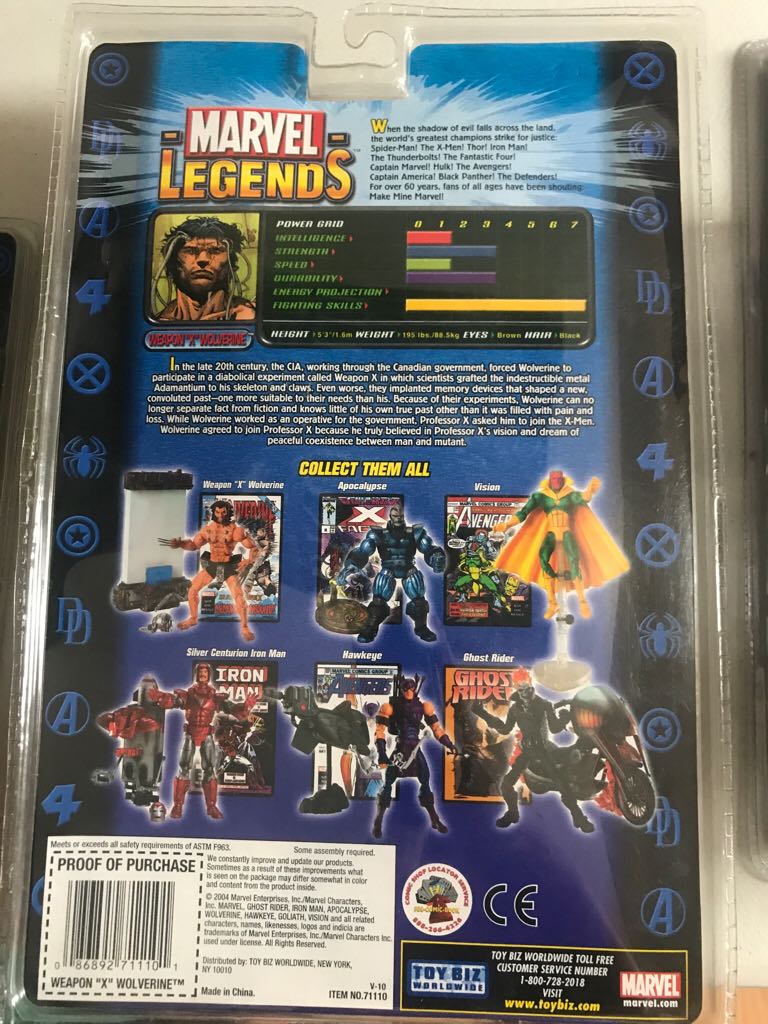 MARVEL
LEGENDS
When the shadow of evil falls across the land,
the world's greatest champions strike for justice:
Spider-Man! The X-Men! Thor! Iron Man!
The Thunderbolts! The Fantastic Four!
Captain Marvel! Hulk! The Avengers!
Captain America! Black Panther! The Defenders!
For over 60 years, fans of all ages have been shouting:
Make Mine Marvel!
POWER GRID 0 1 2 3 4 5 6 7
INTELLIGENCE
STRENGTH
SPEED
DURABILITY
ENERGY PROJECTION
FIGHTING SKILLS
WEAPON "X" WOLVERINE
HEIGHT 5'3"/1.6m WEIGHT 195 lbs./88.5kg EYES Brown HAIR Black
In the late 20th century, the CIA, working through the Canadian government, forced Wolverine to
participate in a diabolical experiment called Weapon X in which scientists grafted the indestructible metal
Adamantium to his skeleton and claws. Even worse, they implanted memory devices that shaped a new,
convoluted past—one more suitable to their needs than his. Because of their experiments, Wolverine can no
longer separate fact from fiction and knows little of his own true past other than it was filled with pain and
loss. While Wolverine worked as an operative for the government, Professor X asked him to join the X-Men.
Wolverine agreed to join Professor X because he truly believed in Professor X's vision and dream of
peaceful coexistence between man and mutant.
COLLECT THEM ALL
Weapon "X" Wolverine
Apocalypse
Vision
X
AVENGER
Silver Centurion Iron Man
Hawkeye
Ghost Rider
IRON
MAN
GHOST
RIDER
Meets or exceeds all safety requirements of ASTM F963.
Some assembly required.
PROOF OF PURCHASE
0 86892 71110 1
WEAPON "X" WOLVERINE™
We constantly improve and update our products.
Sometimes as a result of these improvements what
is seen on the package may differ somewhat in color
and content from the product inside.
© 2004 Marvel Enterprises, Inc./Marvel Characters,
Inc. MARVEL, GHOST RIDER, IRON MAN, APOCALYPSE,
WOLVERINE, HAWKEYE, GOLIATH, VISION and all related
characters, names, likenesses, logos and indicia are
trademarks of Marvel Enterprises, Inc./Marvel Characters Inc.
used under license. All Rights Reserved.
Distributed by: TOY BIZ WORLDWIDE, NEW YORK,
NY 10010
V-10
Made in China.
ITEM NO.71110
COMIC SHOP LOCATOR SERVICE
888-266-4226
CE
TOY BIZ
WORLDWIDE
TOY BIZ WORLDWIDE TOLL FREE
CUSTOMER SERVICE NUMBER
1-800-728-2018
VISIT
www.toybiz.com
MARVEL
marvel.com